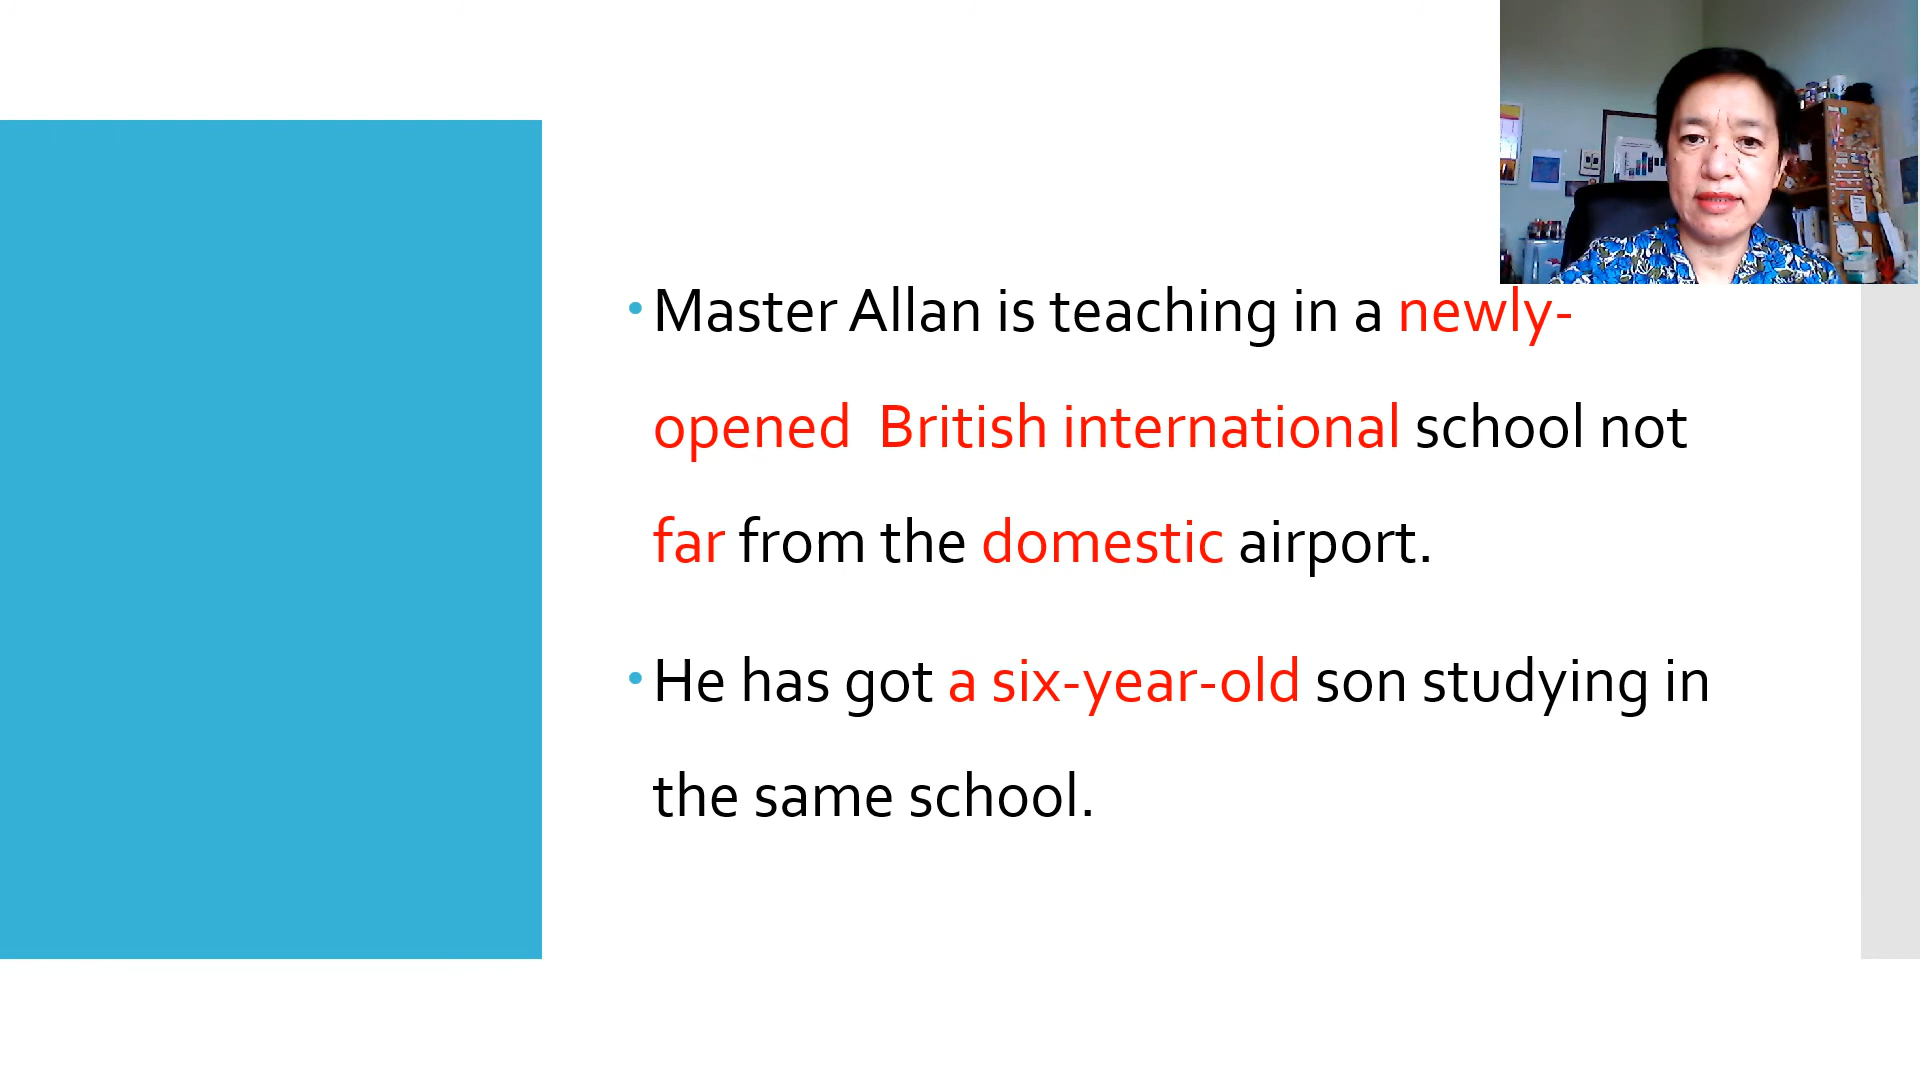 • Master Allan is teaching in a newly-
opened British international school not
far from the domestic airport.
• He has got a six-year-old son studying in
the same school.